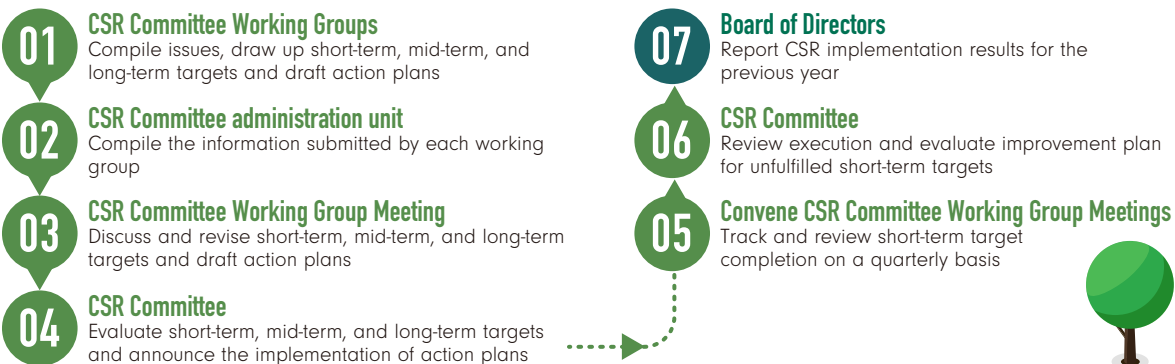 01
CSR Committee Working Groups
Compile issues, draw up short-term, mid-term, and
long-term targets and draft action plans
02
CSR Committee administration unit
Compile the information submitted by each working
group
03
CSR Committee Working Group Meeting
Discuss and revise short-term, mid-term, and long-term
targets and draft action plans
04
CSR Committee
Evaluate short-term, mid-term, and long-term targets
and announce the implementation of action plans
07
Board of Directors
Report CSR implementation results for the
previous year
06
CSR Committee
Review execution and evaluate improvement plan
for unfulfilled short-term targets
05
Convene CSR Committee Working Group Meetings
Track and review short-term target
completion on a quarterly basis